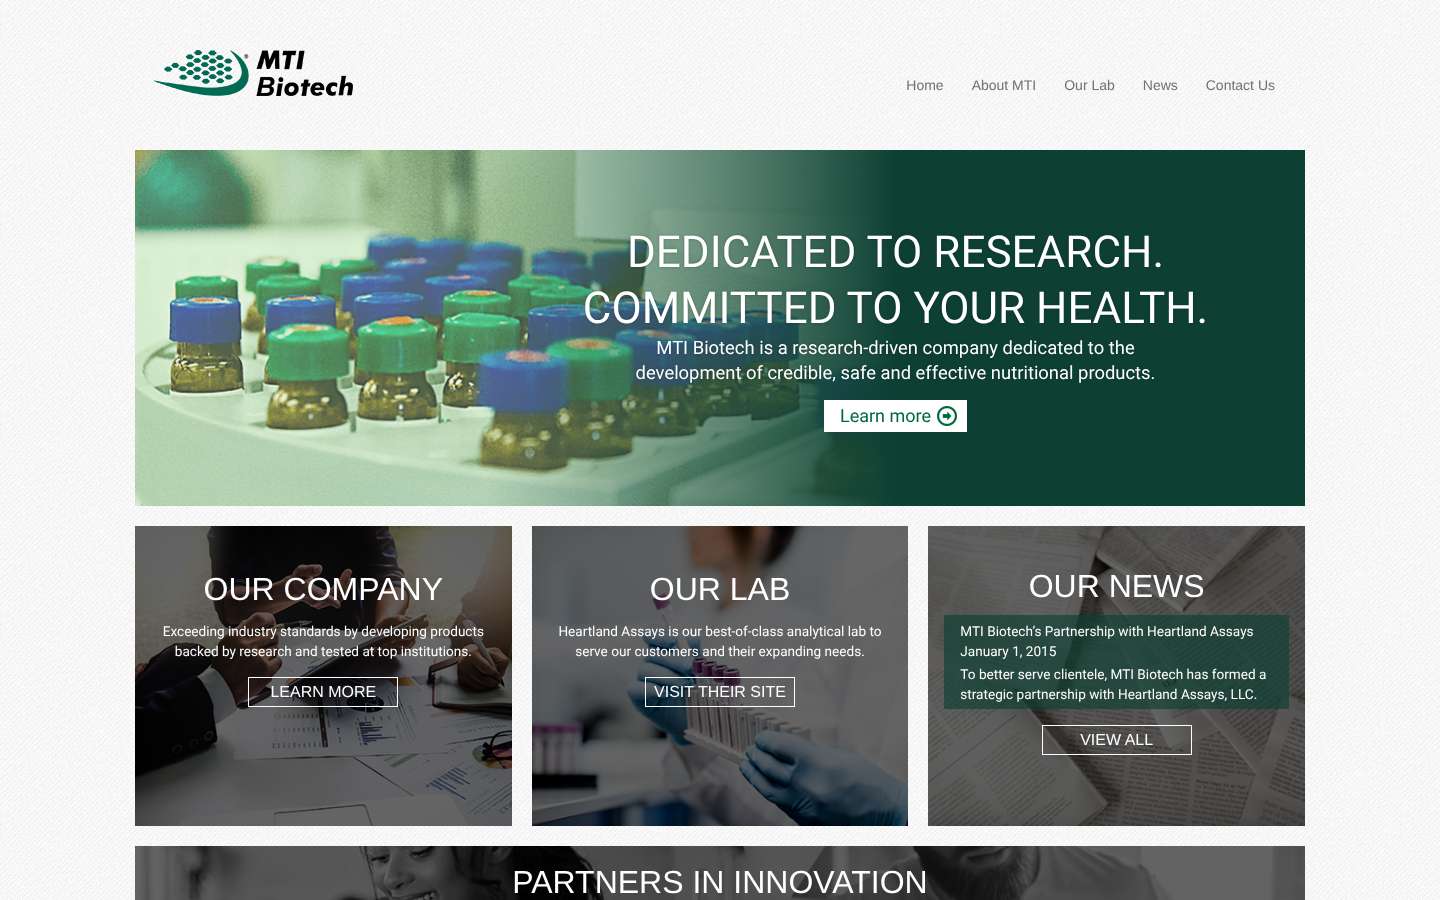 MTI
Biotech
Home
About MTI
Our Lab
News
Contact Us
DEDICATED TO RESEARCH.
COMMITTED TO YOUR HEALTH.
MTI Biotech is a research-driven company dedicated to the
development of credible, safe and effective nutritional products.
Learn more
OUR COMPANY
Exceeding industry standards by developing products
backed by research and tested at top institutions.
LEARN MORE
OUR LAB
Heartland Assays is our best-of-class analytical lab to
serve our customers and their expanding needs.
VISIT THEIR SITE
OUR NEWS
MTI Biotech’s Partnership with Heartland Assays
January 1, 2015
To better serve clientele, MTI Biotech has formed a
strategic partnership with Heartland Assays, LLC.
VIEW ALL
PARTNERS IN INNOVATION